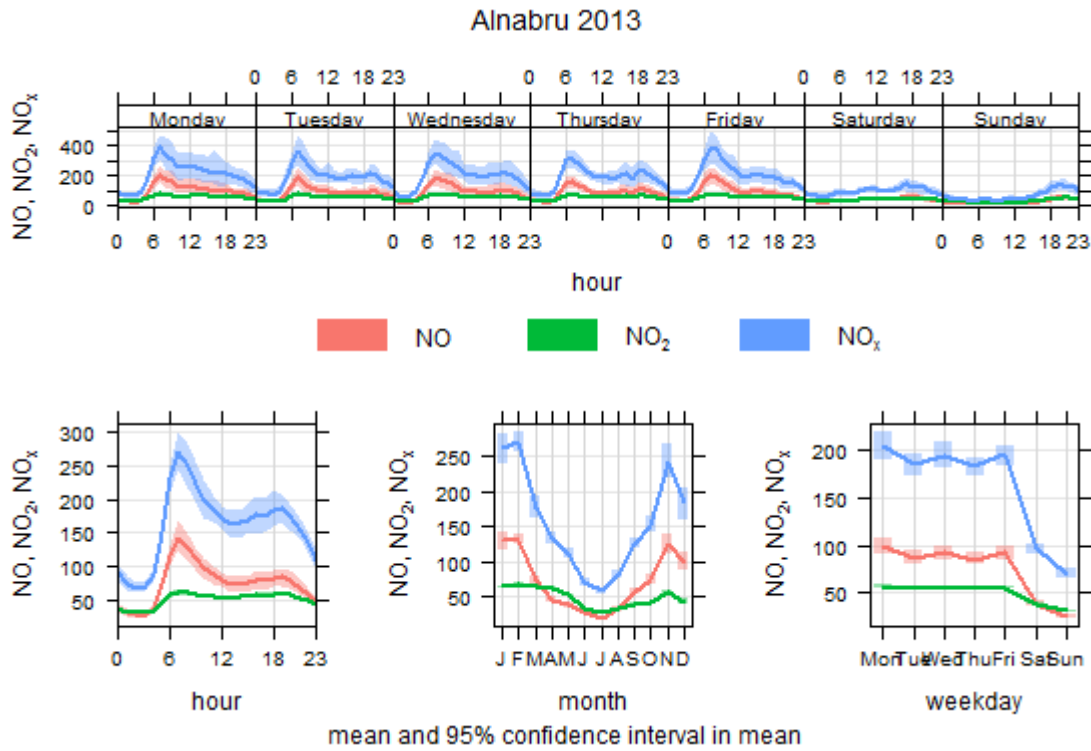 Alnabru 2013
0 6 12 18 23 0 6 12 18 23 0 6 12 18 23
Monday Tuesday Wednesday Thursday Friday Saturday Sunday
NO, NO₂, NOₓ
400
200
0
0 6 12 18 23 0 6 12 18 23 0 6 12 18 23 0 6 12 18 23
hour
NO NO₂ NOₓ
NO, NO₂, NOₓ
300
250
200
150
100
50
0 6 12 18 23
hour
NO, NO₂, NOₓ
250
200
150
100
50
J F M A M J J A S O N D
month
NO, NO₂, NOₓ
200
150
100
50
Mon Tue Wed Thu Fri Sat Sun
weekday
mean and 95% confidence interval in mean